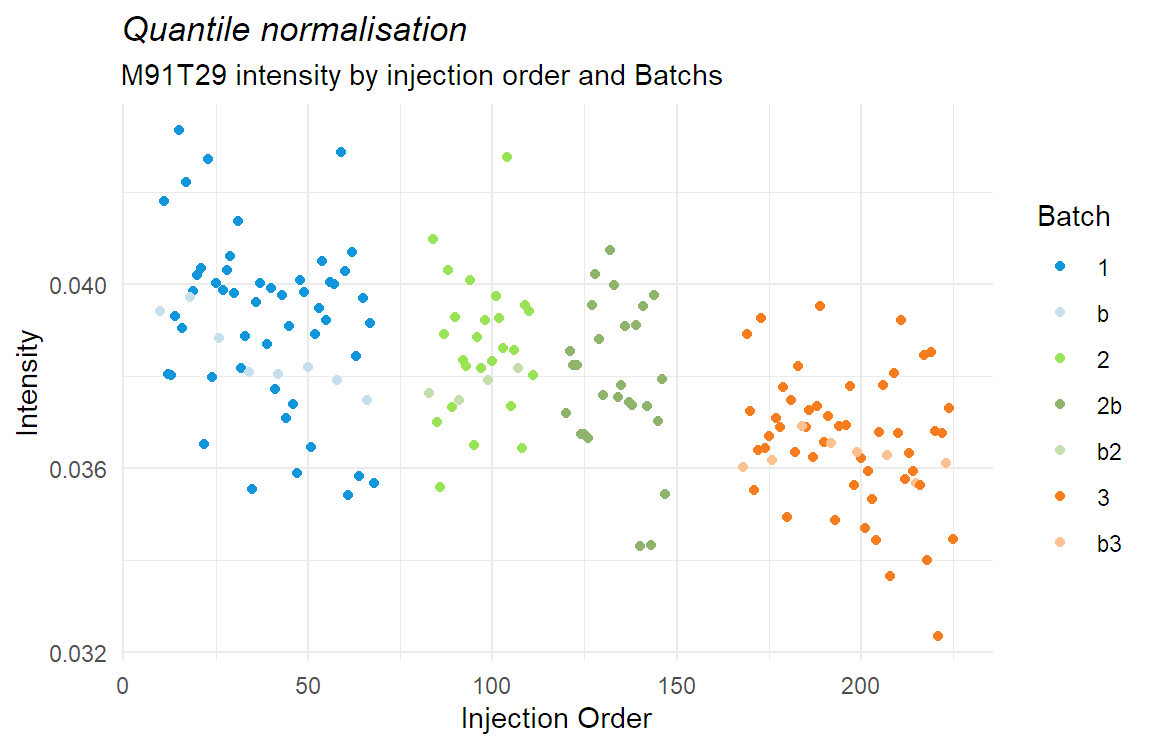 Quantile normalisation
M91T29 intensity by injection order and Batchs
Intensity
0.040
0.036
0.032
0
50
100
150
200
Injection Order
Batch
1
b
2
2b
b2
3
b3